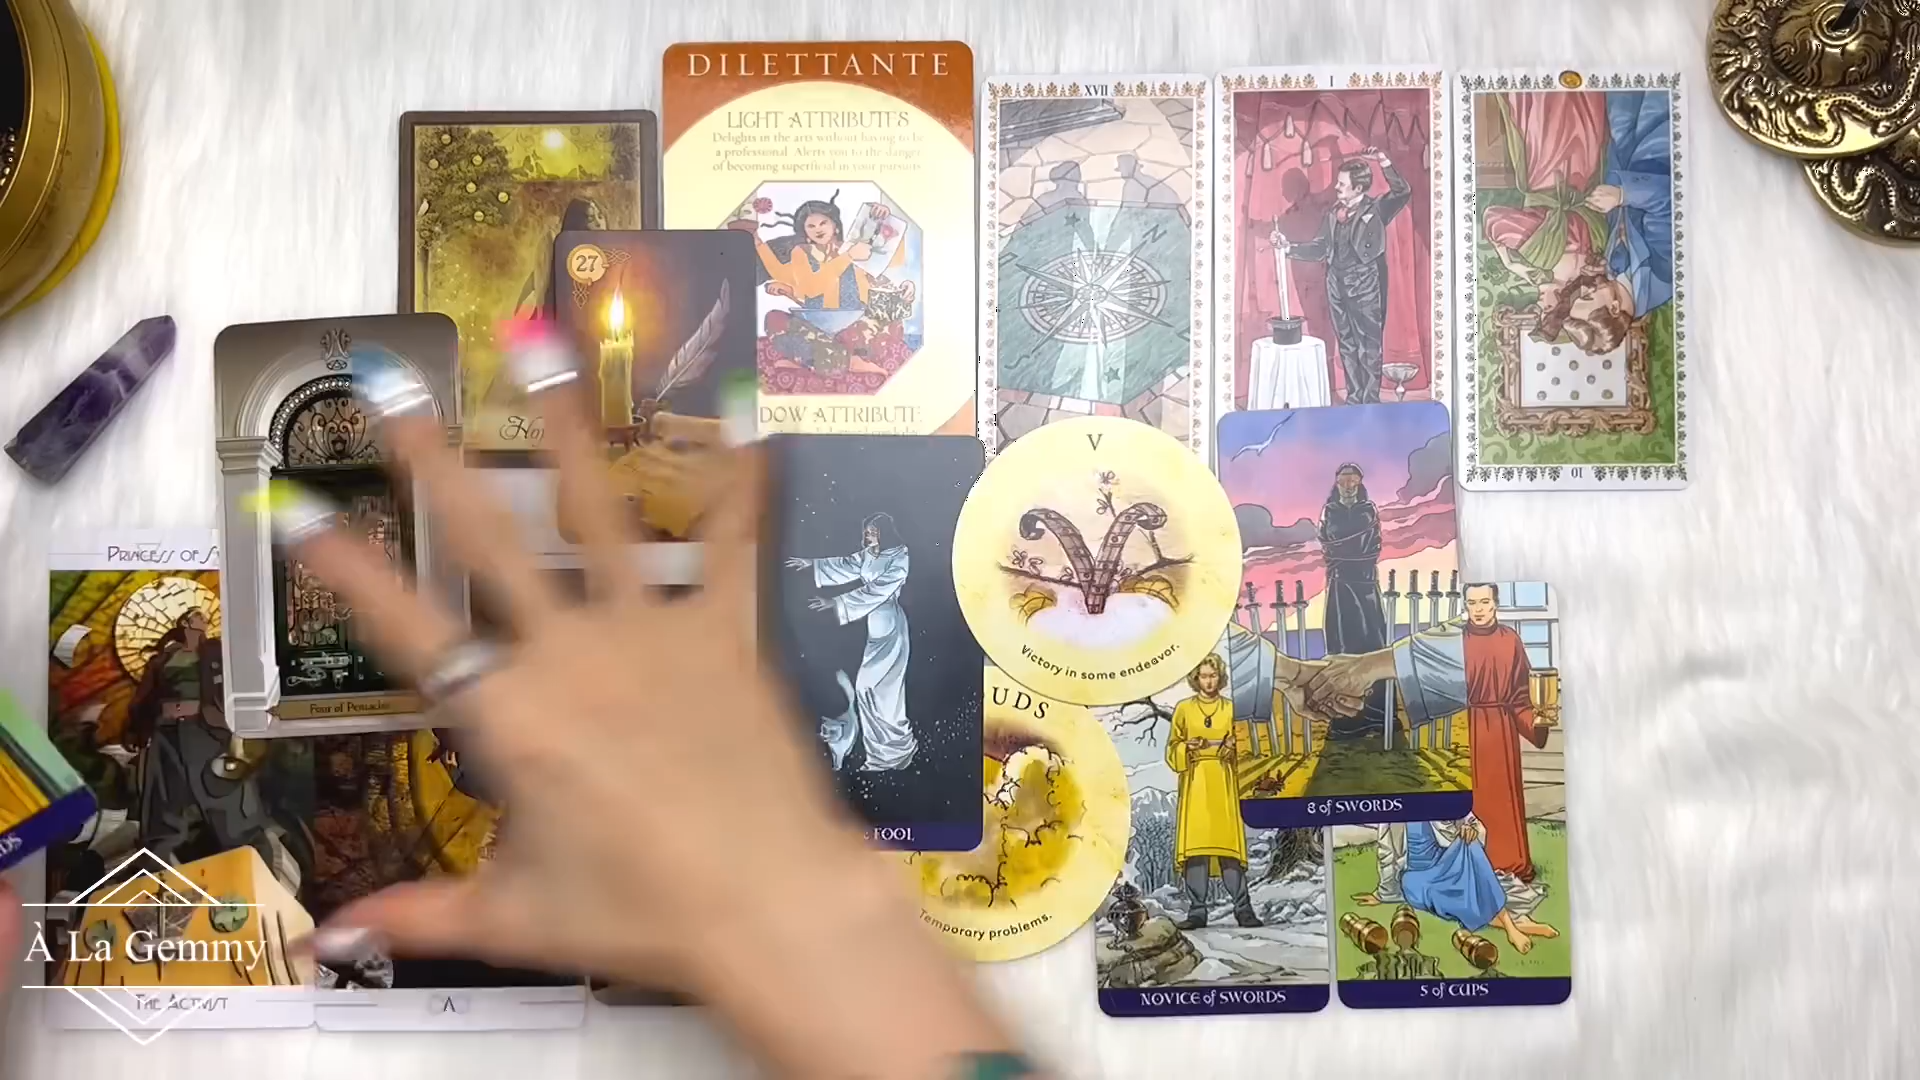 DILETTANTE
LIGHT ATTRIBUTES
Delights in the arts without having to be
a professional. Alerts you to the danger
of becoming superficial in your pursuits
DOW ATTRIBUTE
XVII
N
I
10
27
Four of Pentacles
PRINCESS OF
THE ACTIVIST
À La Gemmy
FOOL
V
Victory in some endeavor.
UDS
Temporary problems.
8 of SWORDS
NOVICE of SWORDS
5 of CUPS